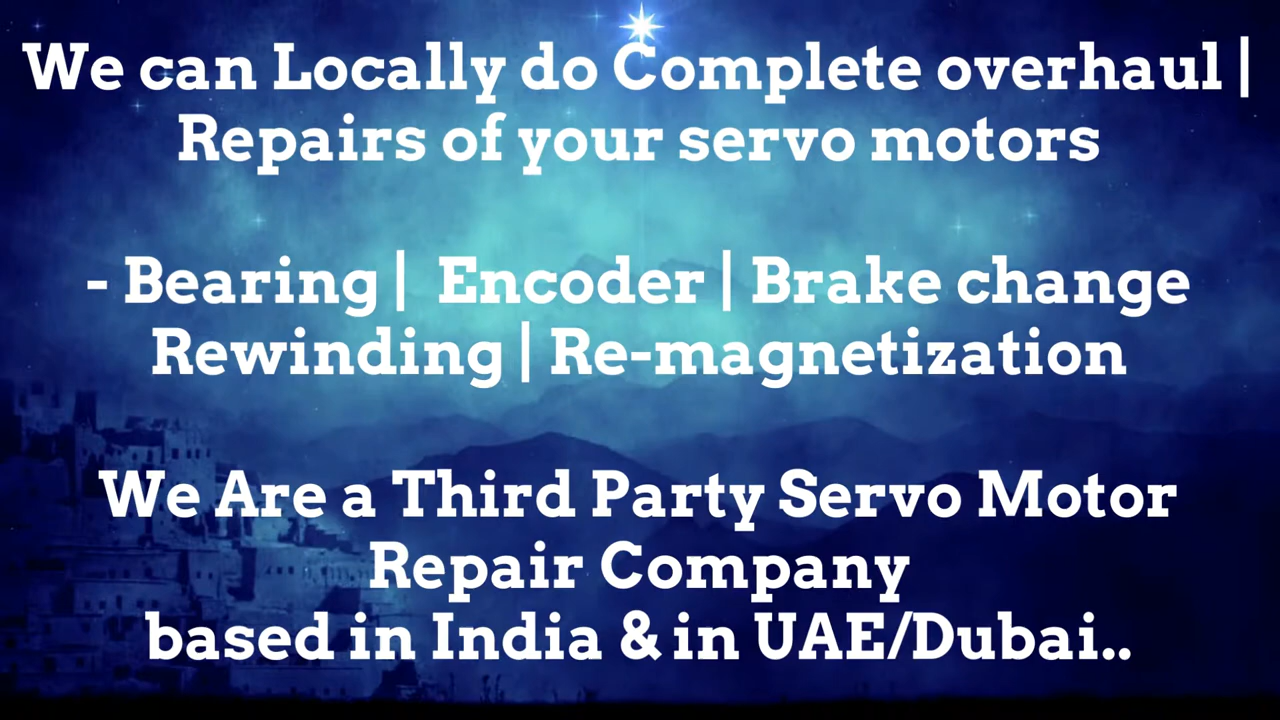 We can Locally do Complete overhaul |
Repairs of your servo motors
- Bearing | Encoder | Brake change
Rewinding | Re-magnetization
We Are a Third Party Servo Motor
Repair Company
based in India & in UAE/Dubai..